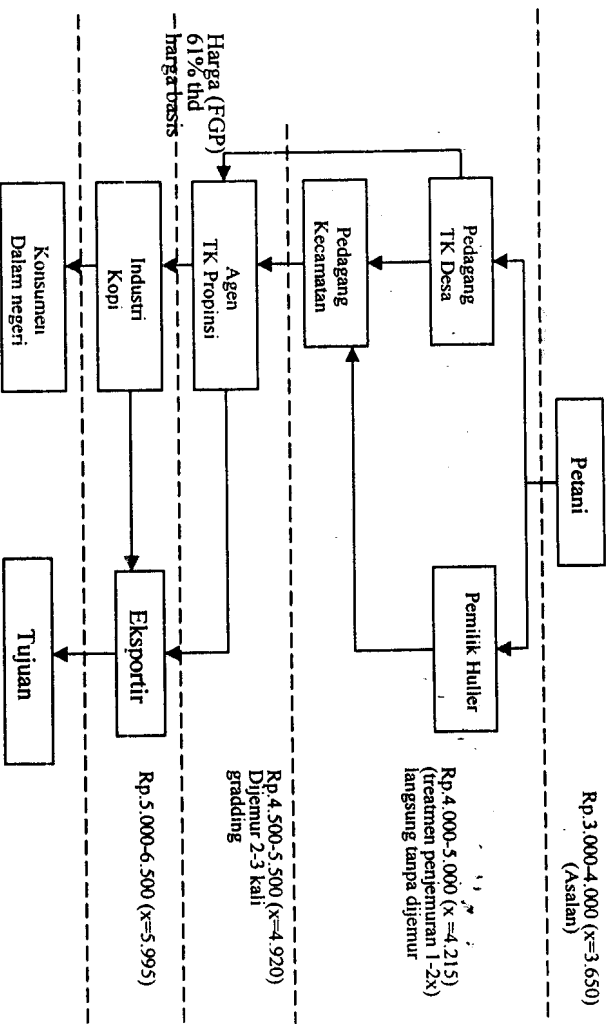 Petani
Rp.3.000-4.000 (x=3.650)
(Asalan)
Pedagang
TK Desa
Pemilik Huller
Rp.4.000-5.000 (x =4.215)
(treatmen penjemuran 1-2x)
langsung tanpa dijemur
Pedagang
Kecamatan
Harga (FGP)
61% thd
harga basis
Agen
TK Propinsi
Rp.4.500-5.500 (x=4.920)
Dijemur 2-3 kali
gradding
Industri
Kopi
Eksportir
Rp.5.000-6.500 (x=5.995)
Konsumen
Dalam negeri
Tujuan